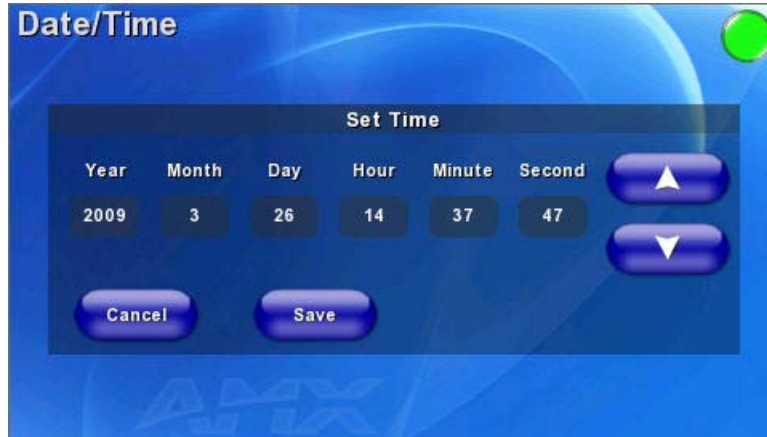 Date/Time
Set Time
Year Month Day Hour Minute Second
2009 3 26 14 37 47
Cancel Save
AMX